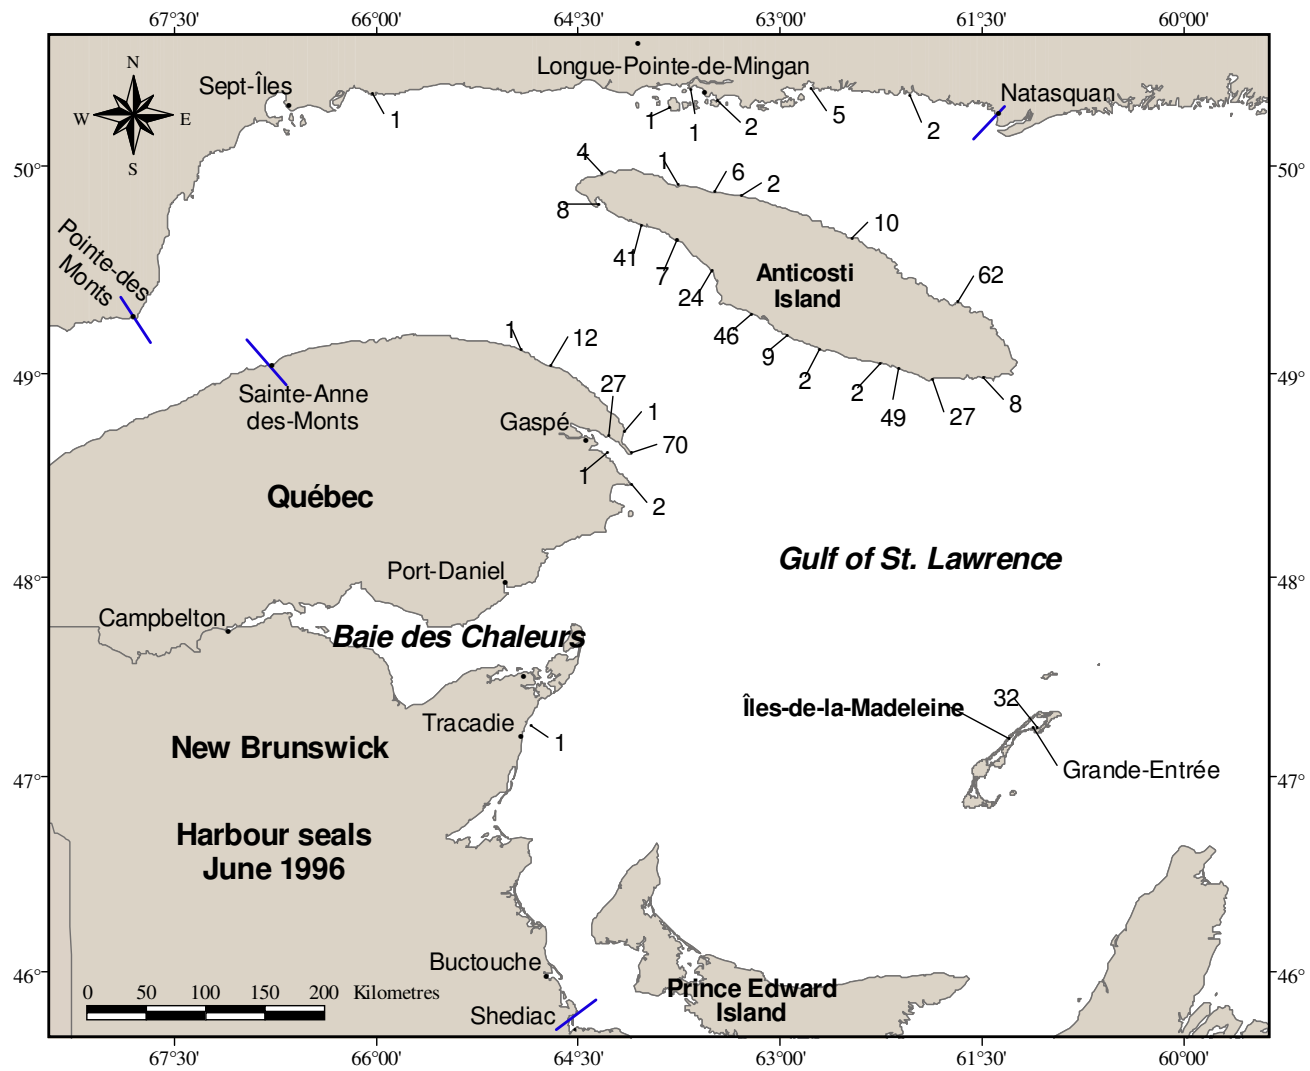 67°30' 66°00' 64°30' 63°00' 61°30' 60°00'
N
W E
S
Sept-Îles
Longue-Pointe-de-Mingan
Natasquan
1
1
1
2
5
2
50° 50°
4
1
6
2
8
10
41
7
24
62
Anticosti
Island
46
9
2
2
49
27
8
Pointe-des
Monts
49° 49°
1
12
27
1
70
1
2
Sainte-Anne
des-Monts
Gaspé
Québec
Gulf of St. Lawrence
48° 48°
Port-Daniel
Campbelton
Baie des Chaleurs
Îles-de-la-Madeleine
32
Grande-Entrée
Tracadie
1
New Brunswick
47° 47°
Harbour seals
June 1996
46° 46°
Buctouche
Shediac
Prince Edward
Island
0 50 100 150 200 Kilometres
67°30' 66°00' 64°30' 63°00' 61°30' 60°00'